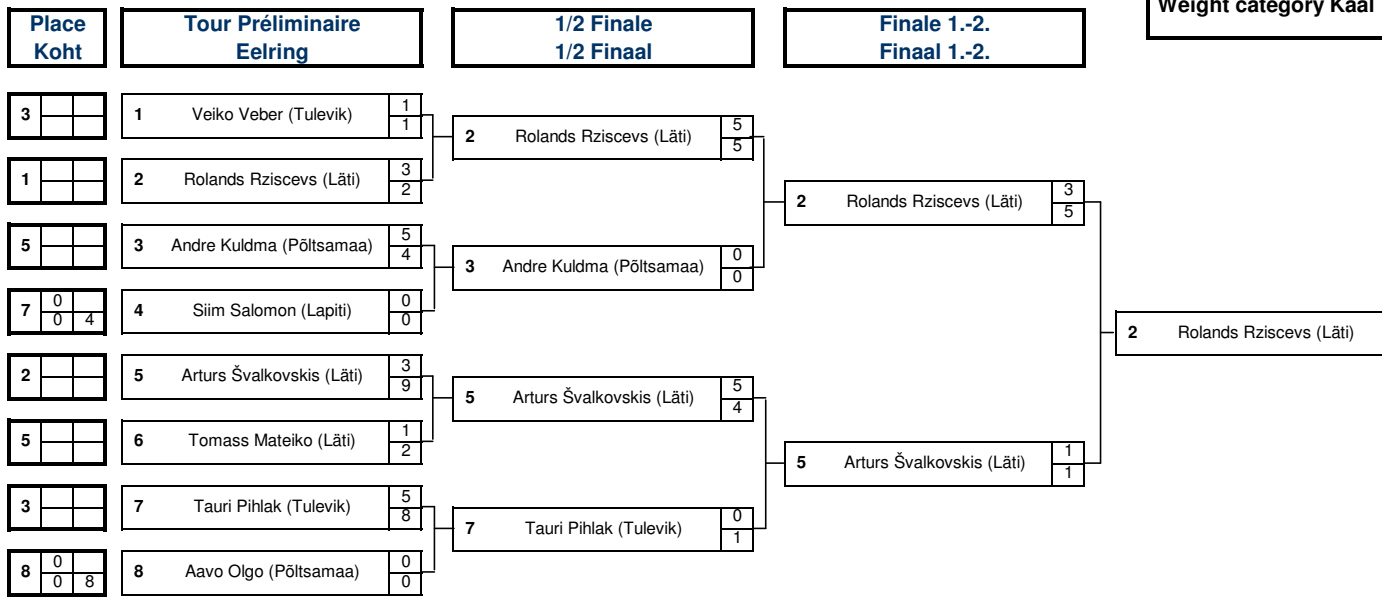 Weight category Kaal
Place Tour Préliminaire 1/2 Finale Finale 1.-2.
Koht Eelring 1/2 Finaal Finaal 1.-2.
3 1 Veiko Veber (Tulevik) 1
1
2 Rolands Rziscevs (Läti) 5
5
1 2 Rolands Rziscevs (Läti) 3
2
2 Rolands Rziscevs (Läti) 3
5
5 3 Andre Kuldma (Põltsamaa) 5
4
3 Andre Kuldma (Põltsamaa) 0
0
7 0 4 Siim Salomon (Lapiti) 0
0 4 0
2 Rolands Rziscevs (Läti)
2 5 Arturs Švalkovskis (Läti) 3
9
5 Arturs Švalkovskis (Läti) 5
4
5 6 Tomass Mateiko (Läti) 1
2
5 Arturs Švalkovskis (Läti) 1
1
3 7 Tauri Pihlak (Tulevik) 5
8
7 Tauri Pihlak (Tulevik) 0
1
8 0 8 Aavo Olgo (Põltsamaa) 0
0 8 0